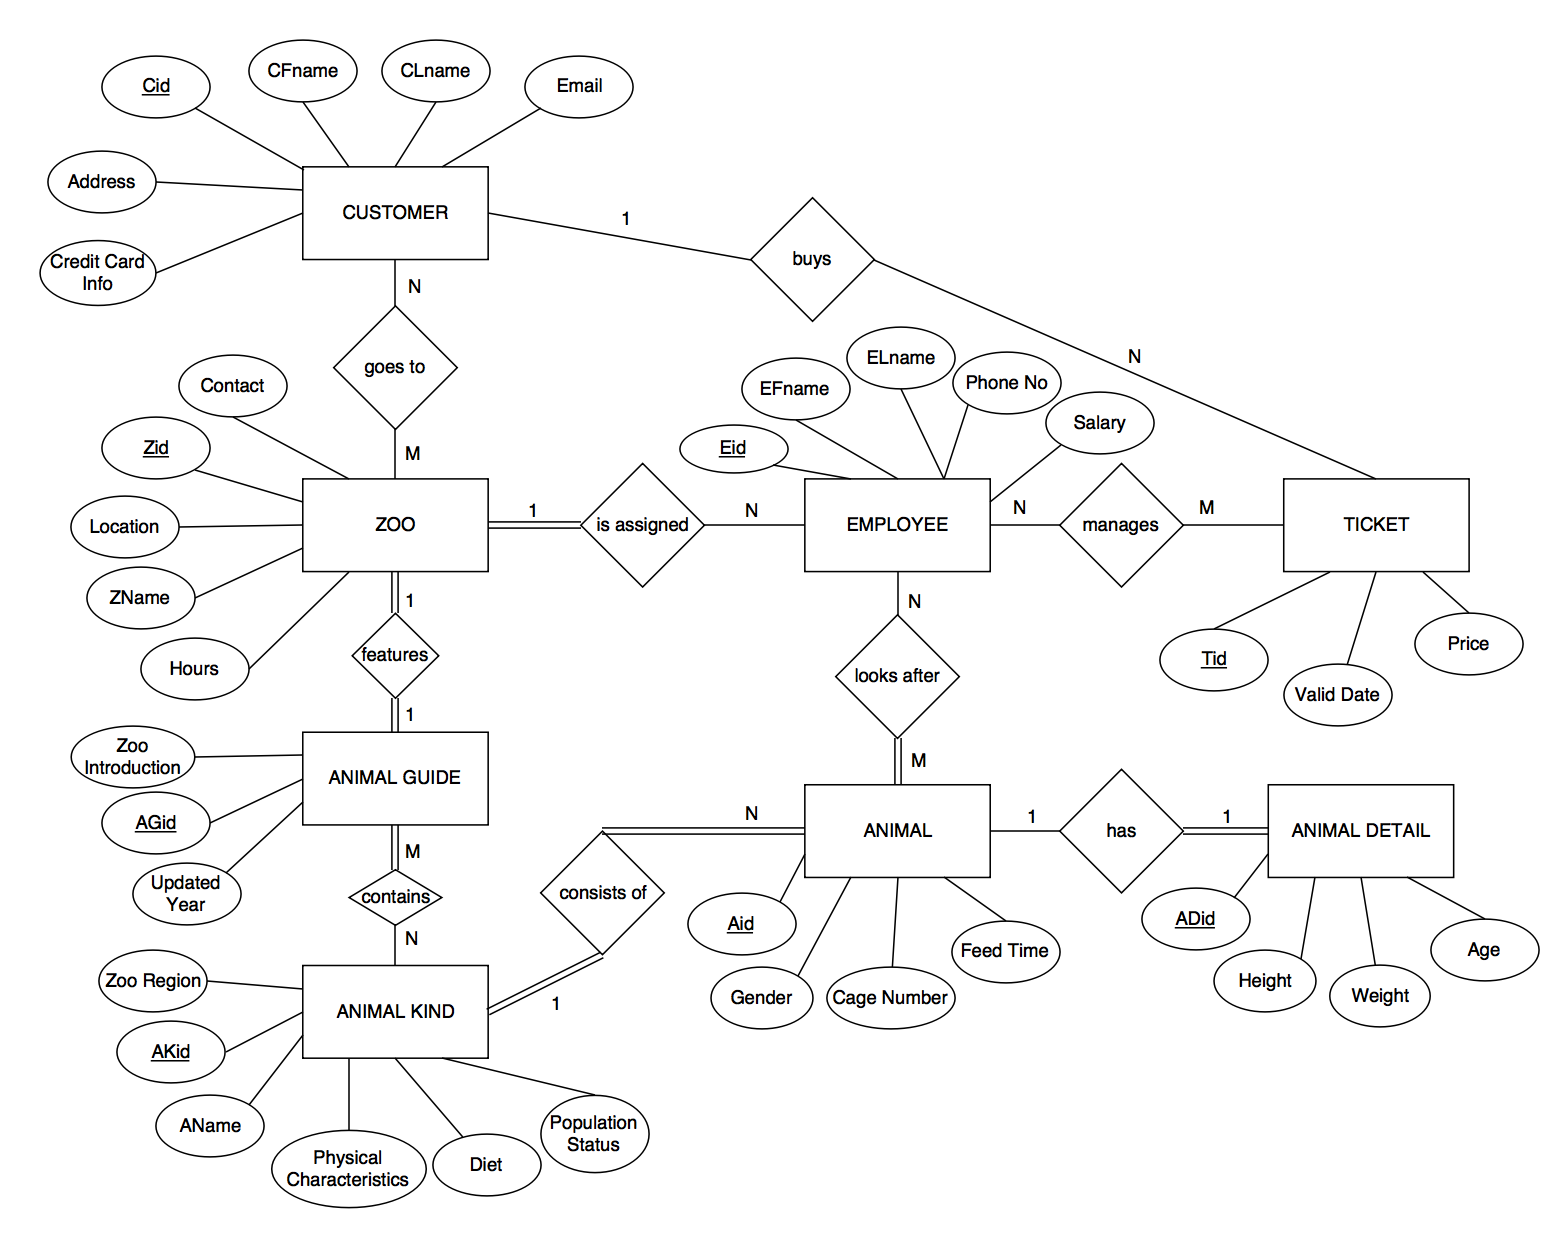 CFname
CLname
Cid
Email
Address
CUSTOMER
1
buys
Credit Card
Info
N
goes to
N
ELname
Contact
EFname
Phone No
Salary
Zid
M
Eid
Location
ZOO
1
is assigned
N
EMPLOYEE
N
manages
M
TICKET
ZName
1
N
Hours
features
looks after
Tid
Price
Valid Date
1
Zoo
Introduction
ANIMAL GUIDE
M
AGid
N
ANIMAL
1
has
1
ANIMAL DETAIL
M
Updated
Year
contains
consists of
Aid
ADid
N
Feed Time
Age
Zoo Region
Gender
Cage Number
Height
Weight
ANIMAL KIND
1
AKid
AName
Population
Status
Physical
Characteristics
Diet